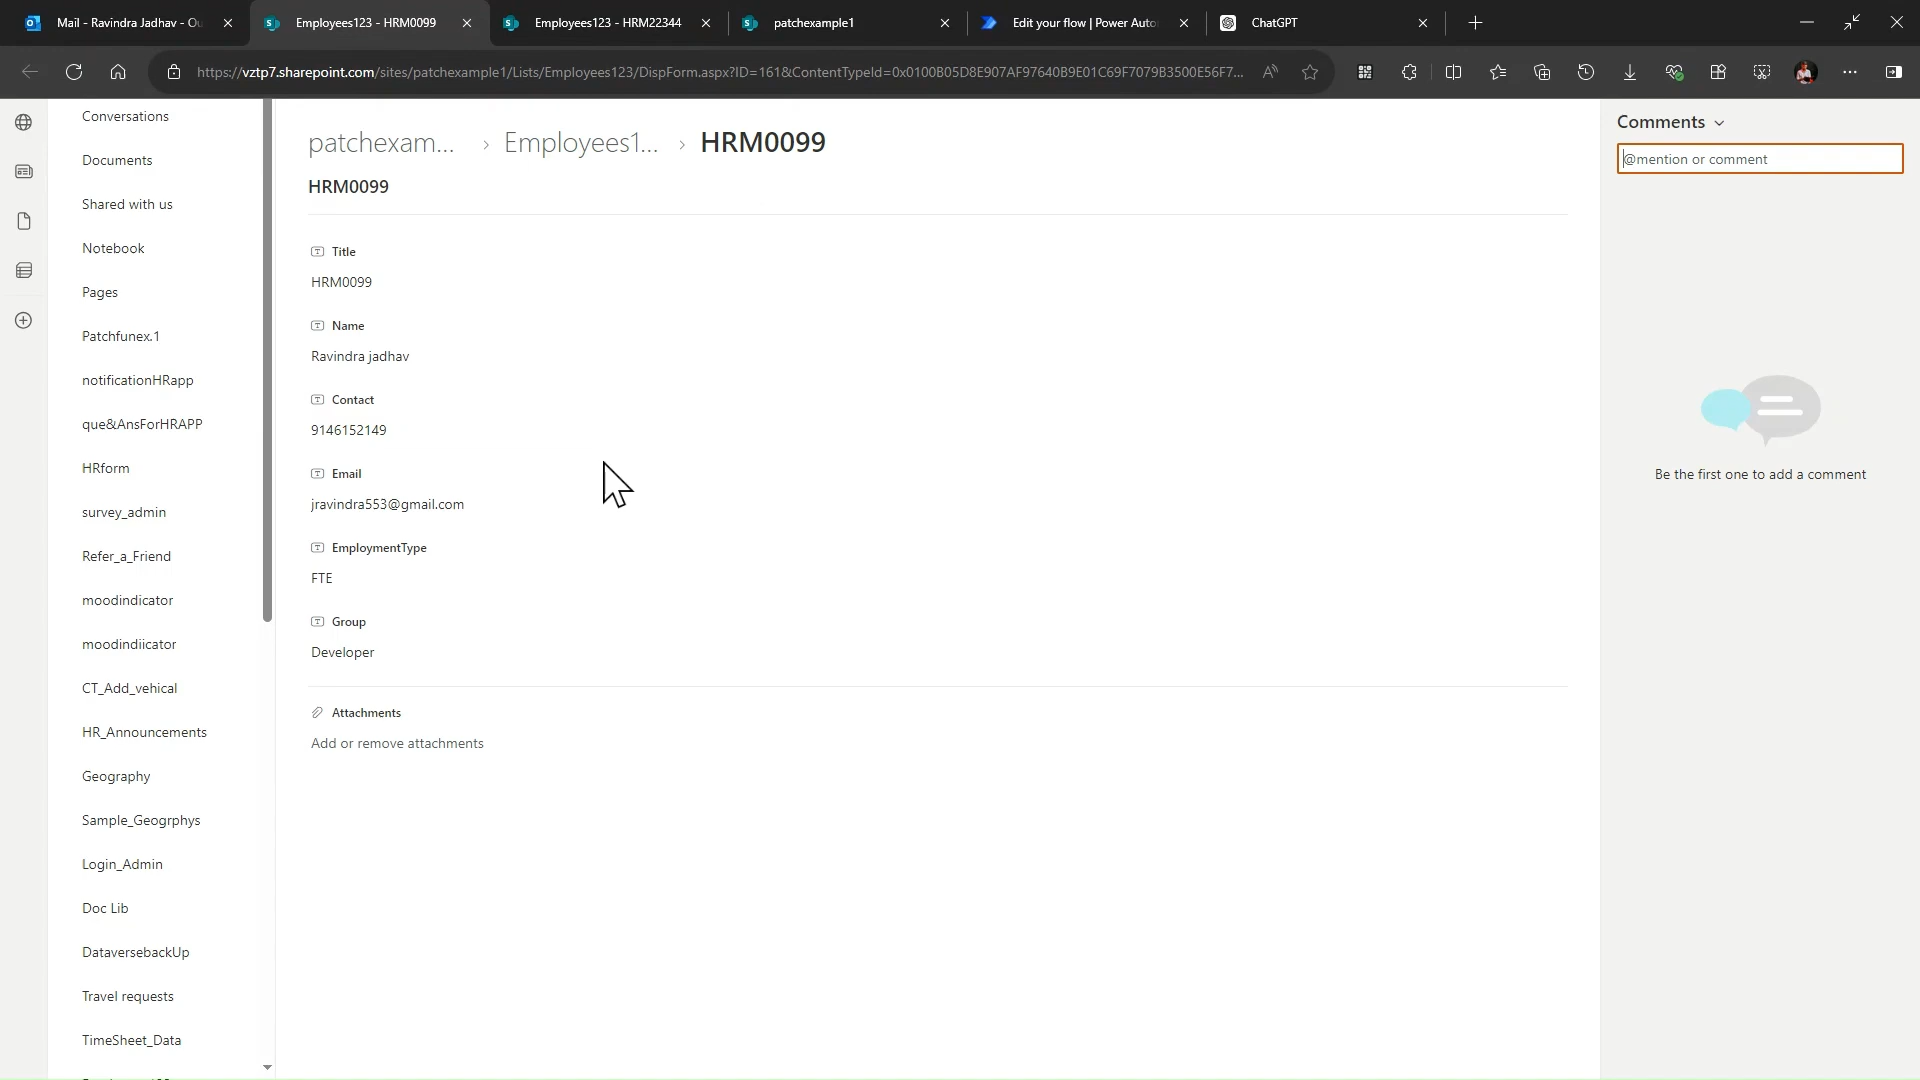 Mail - Ravindra Jadhav - Ou
Employees123 - HRM0099
Employees123 - HRM22344
patchexample1
Edit your flow | Power Auto
ChatGPT
https://vztp7.sharepoint.com/sites/patchexample1/Lists/Employees123/DispForm.aspx?ID=161&ContentTypeId=0x0100B05D8E907AF97640B9E01C69F7079B3500E56F7...
Conversations
Documents
Shared with us
Notebook
Pages
Patchfunex.1
notificationHRapp
que&AnsForHRAPP
HRform
survey_admin
Refer_a_Friend
moodindicator
moodindiicator
CT_Add_vehical
HR_Announcements
Geography
Sample_Geogrphys
Login_Admin
Doc Lib
DataversebackUp
Travel requests
TimeSheet_Data
patchexam... > Employees1... > HRM0099
HRM0099
Title
HRM0099
Name
Ravindra jadhav
Contact
9146152149
Email
jravindra553@gmail.com
EmploymentType
FTE
Group
Developer
Attachments
Add or remove attachments
Comments
@mention or comment
Be the first one to add a comment